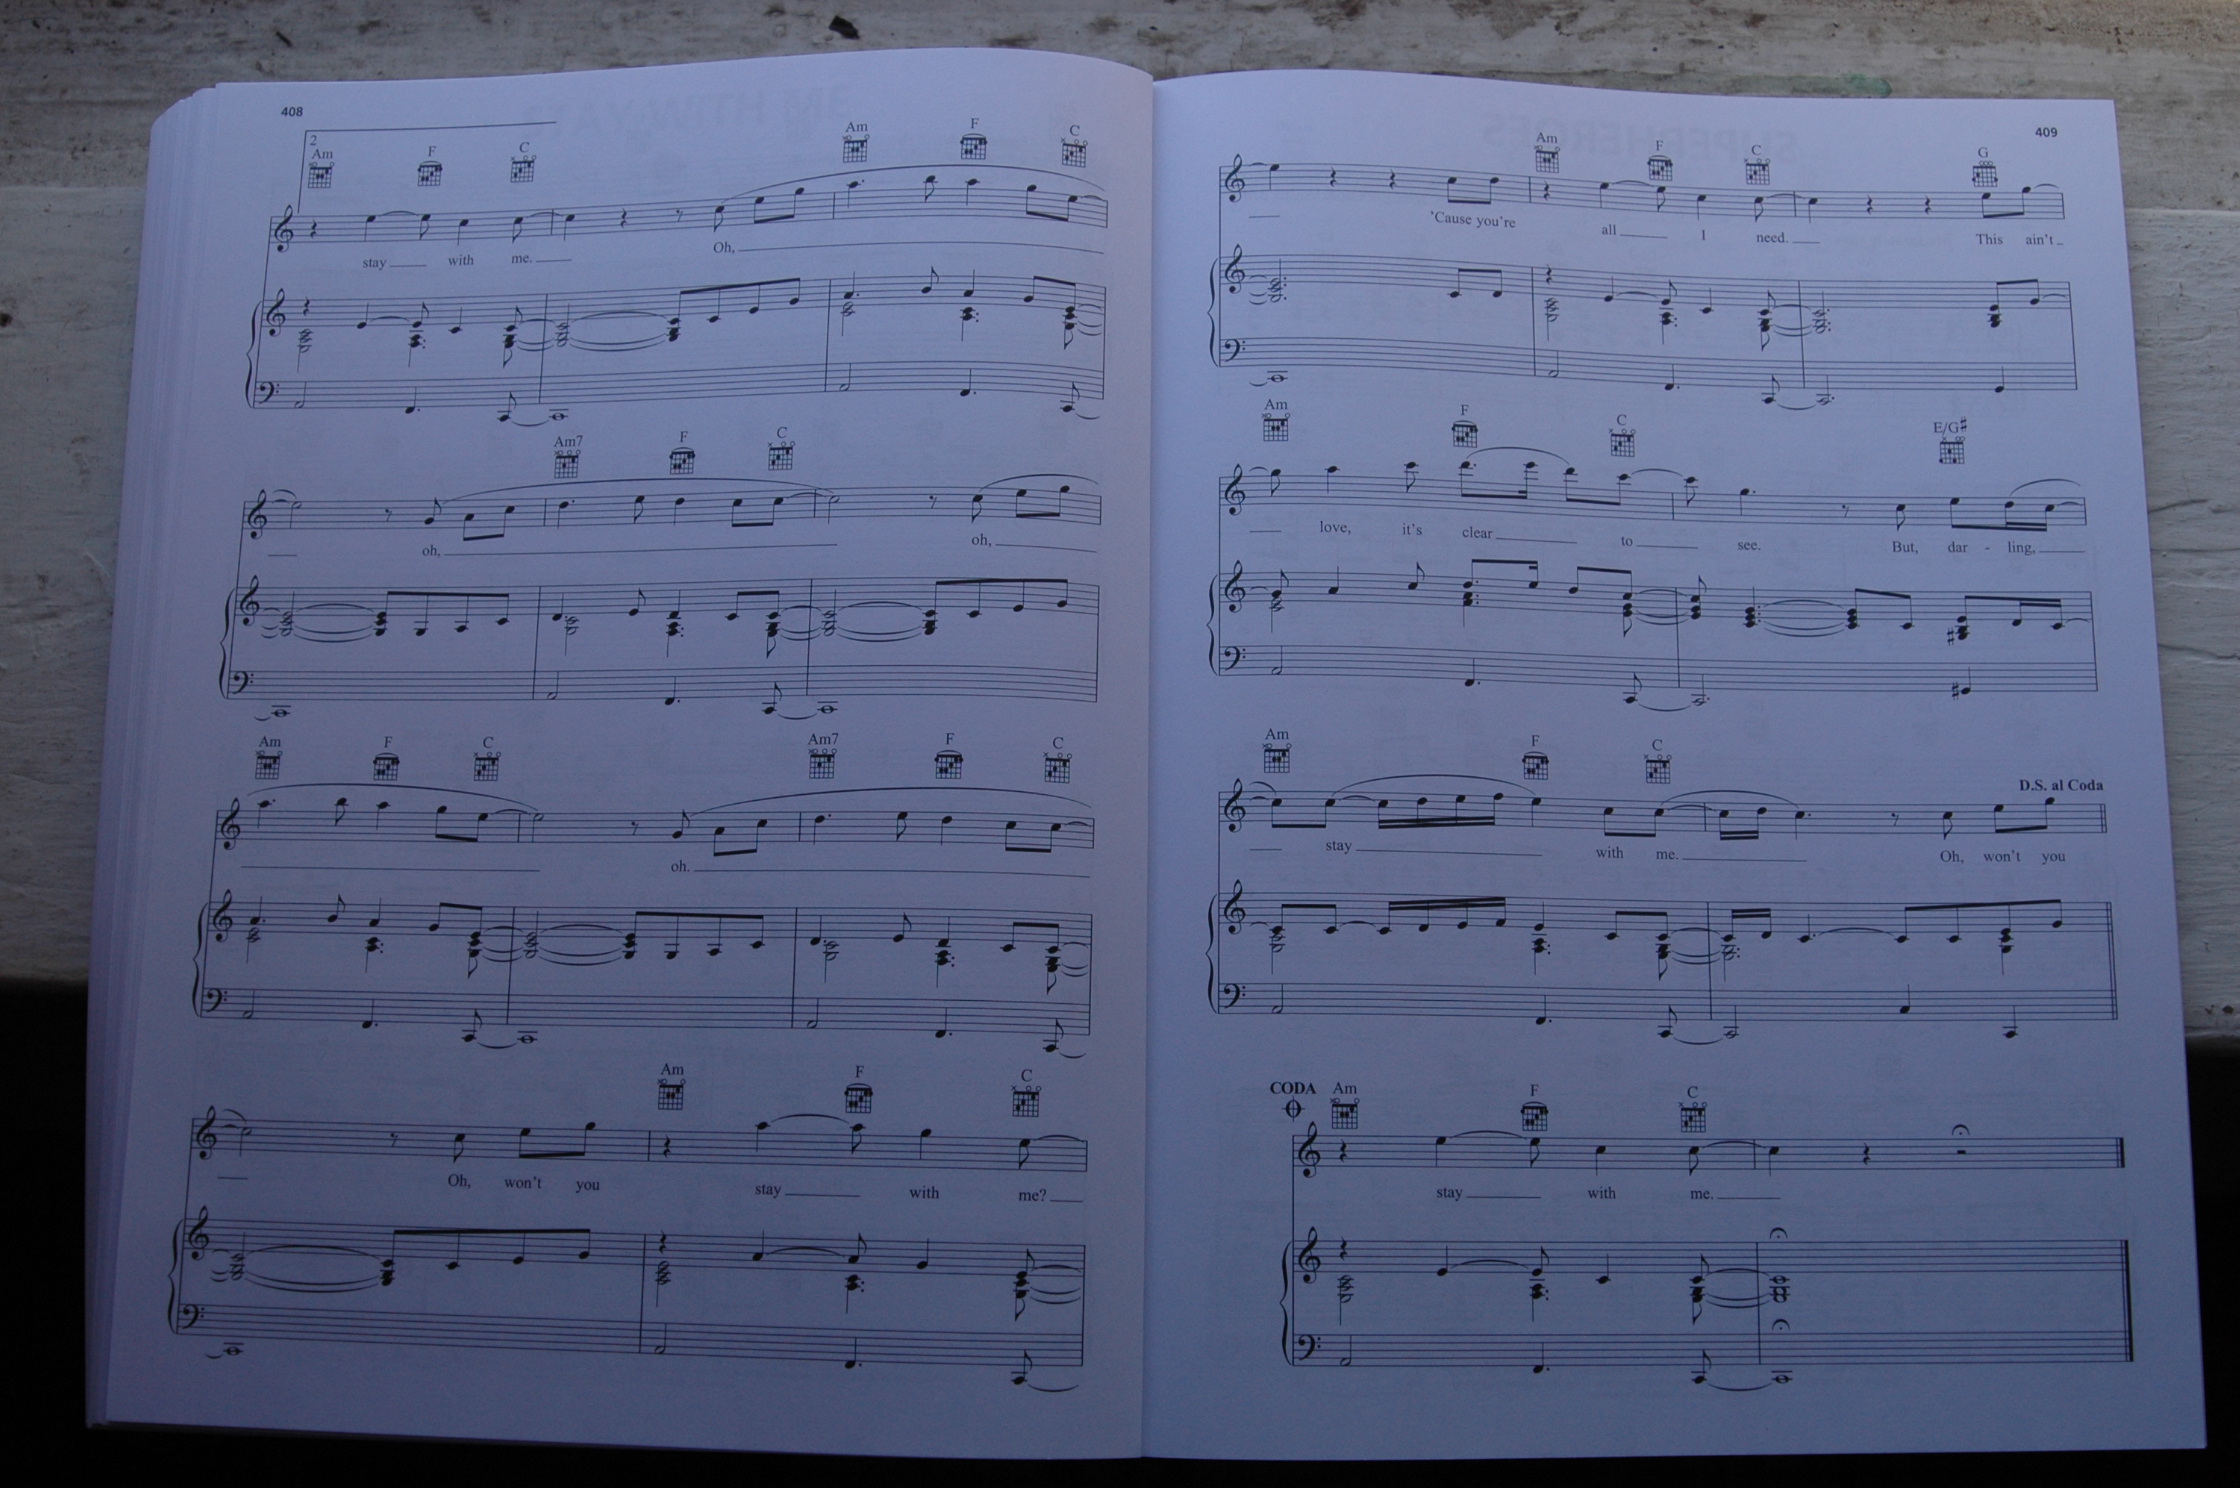 408
2
Am F C Am F C
stay with me. Oh,
Am7 F C
oh, oh,
Am F C Am7 F C
oh.
Am F C
Oh, won't you stay with me?
409
Am F C G
'Cause you're all I need. This ain't
Am F C E/G♯
love, it's clear to see. But, dar - ling,
Am F C
D.S. al Coda
stay with me. Oh, won't you
CODA Am F C
stay with me.